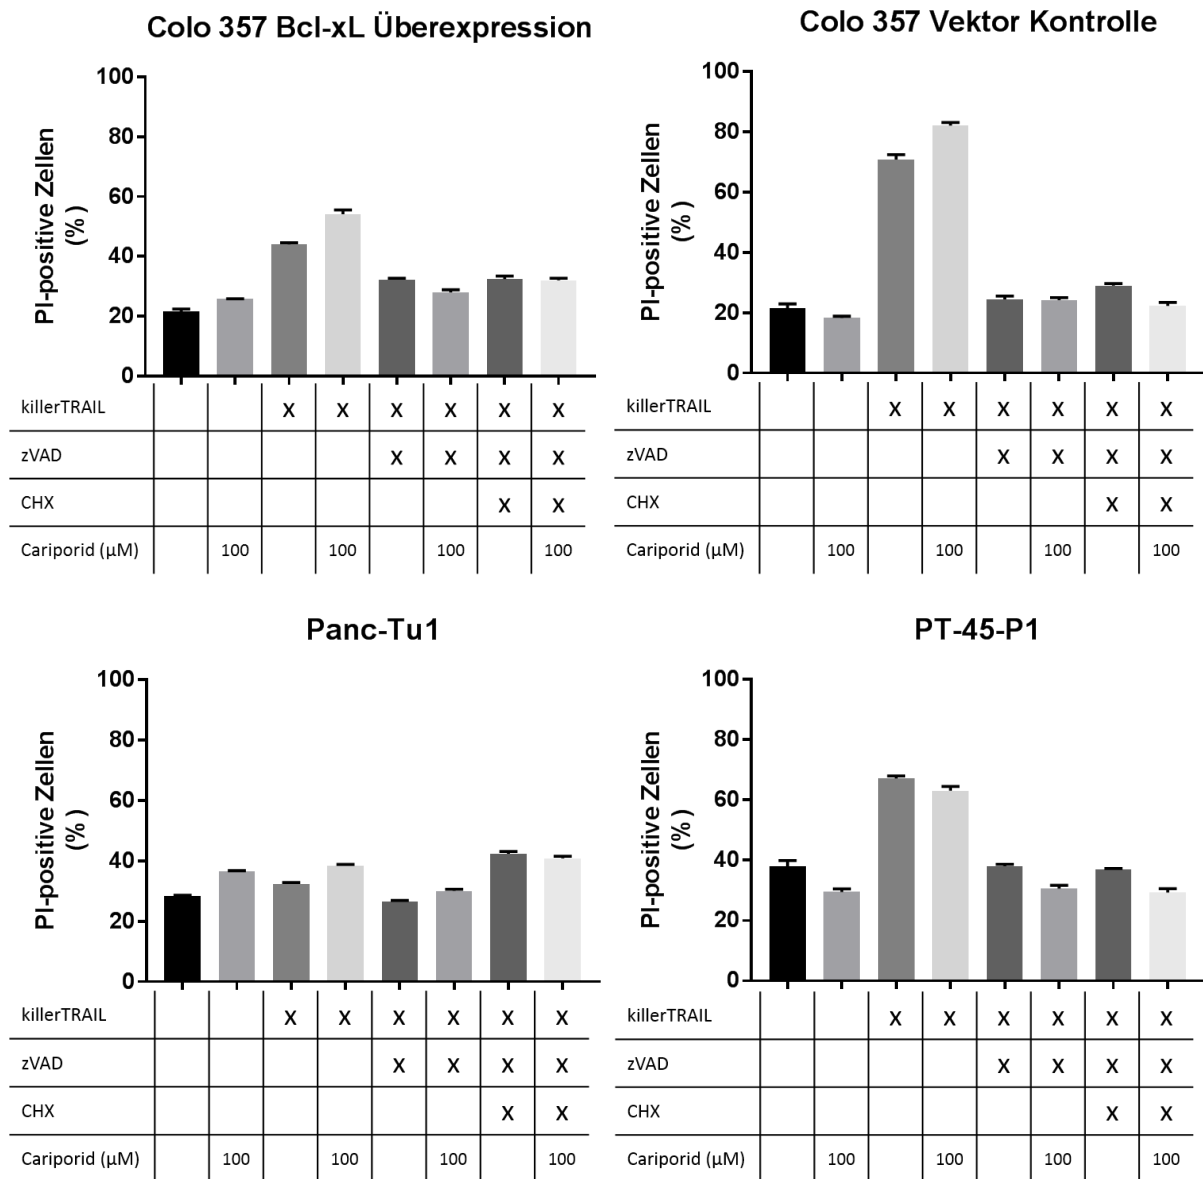 Colo 357 Bcl-xL Überexpression
PI-positive Zellen
(% )
100
80
60
40
20
0
killerTRAIL X X X X X X
zVAD X X X X
CHX X X
Cariporid (µM) 100 100 100 100
Colo 357 Vektor Kontrolle
PI-positive Zellen
(% )
100
80
60
40
20
0
killerTRAIL X X X X X X
zVAD X X X X
CHX X X
Cariporid (µM) 100 100 100 100
Panc-Tu1
PI-positive Zellen
(% )
100
80
60
40
20
0
killerTRAIL X X X X X X
zVAD X X X X
CHX X X
Cariporid (µM) 100 100 100 100
PT-45-P1
PI-positive Zellen
(% )
100
80
60
40
20
0
killerTRAIL X X X X X X
zVAD X X X X
CHX X X
Cariporid (µM) 100 100 100 100